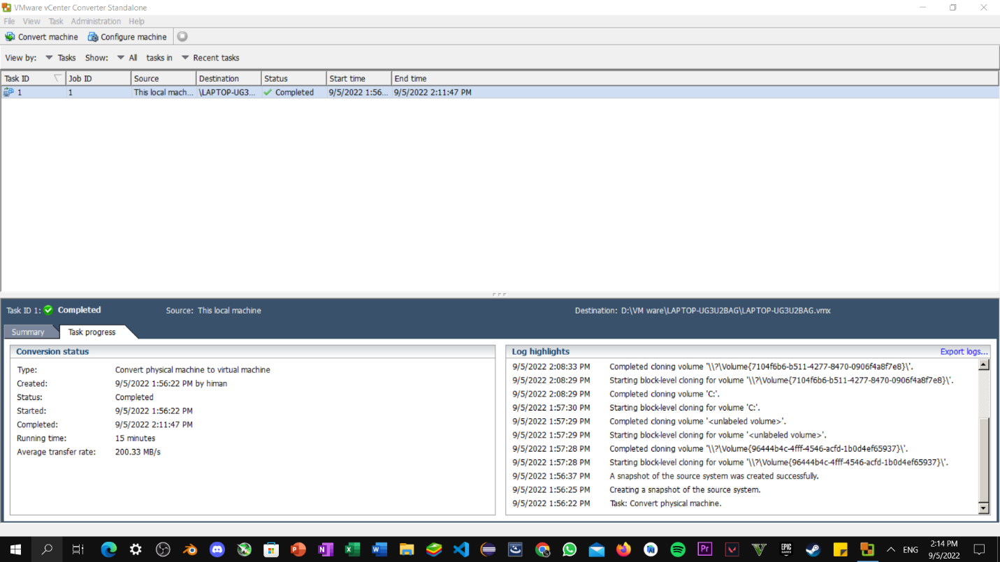 VMware vCenter Converter Standalone
File View Task Administration Help
Convert machine Configure machine
View by: Tasks Show: All tasks in Recent tasks
Task ID Job ID Source Destination Status Start time End time
1 1 This local mach... \LAPTOP-UG3... Completed 9/5/2022 1:56... 9/5/2022 2:11:47 PM
Task ID 1: Completed Source: This local machine Destination: D:\VM ware\LAPTOP-UG3U2BAG\LAPTOP-UG3U2BAG.vmx
Summary Task progress
Conversion status
Type: Convert physical machine to virtual machine
Created: 9/5/2022 1:56:22 PM by himan
Status: Completed
Started: 9/5/2022 1:56:22 PM
Completed: 9/5/2022 2:11:47 PM
Running time: 15 minutes
Average transfer rate: 200.33 MB/s
Log highlights Export logs...
9/5/2022 2:08:33 PM Completed cloning volume '\\?\Volume{7104f6b6-b511-4277-8470-0906f4a8f7e8}\'.
9/5/2022 2:08:29 PM Starting block-level cloning for volume '\\?\Volume{7104f6b6-b511-4277-8470-0906f4a8f7e8}\'.
9/5/2022 2:08:29 PM Completed cloning volume 'C:'.
9/5/2022 1:57:30 PM Starting block-level cloning for volume 'C:'.
9/5/2022 1:57:29 PM Completed cloning volume '<unlabeled volume>'.
9/5/2022 1:57:29 PM Starting block-level cloning for volume '<unlabeled volume>'.
9/5/2022 1:57:28 PM Completed cloning volume '\\?\Volume{96444b4c-4fff-4546-acfd-1b0d4ef65937}\'.
9/5/2022 1:57:28 PM Starting block-level cloning for volume '\\?\Volume{96444b4c-4fff-4546-acfd-1b0d4ef65937}\'.
9/5/2022 1:56:37 PM A snapshot of the source system was created successfully.
9/5/2022 1:56:25 PM Creating a snapshot of the source system.
9/5/2022 1:56:22 PM Task: Convert physical machine.
ENG 2:14 PM
9/5/2022